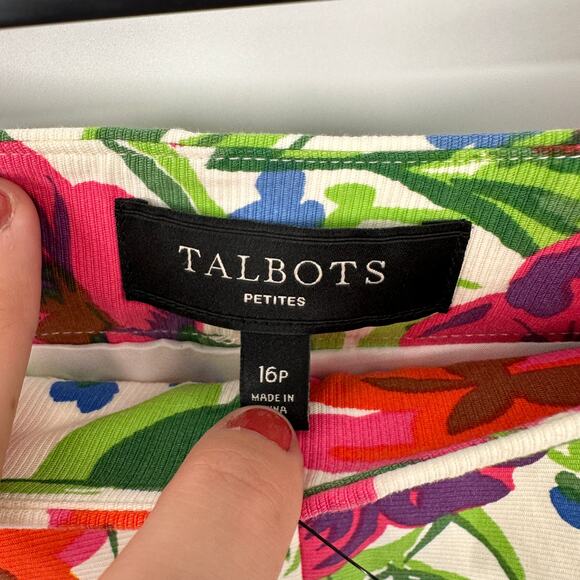 TALBOTS
PETITES
16P
MADE IN